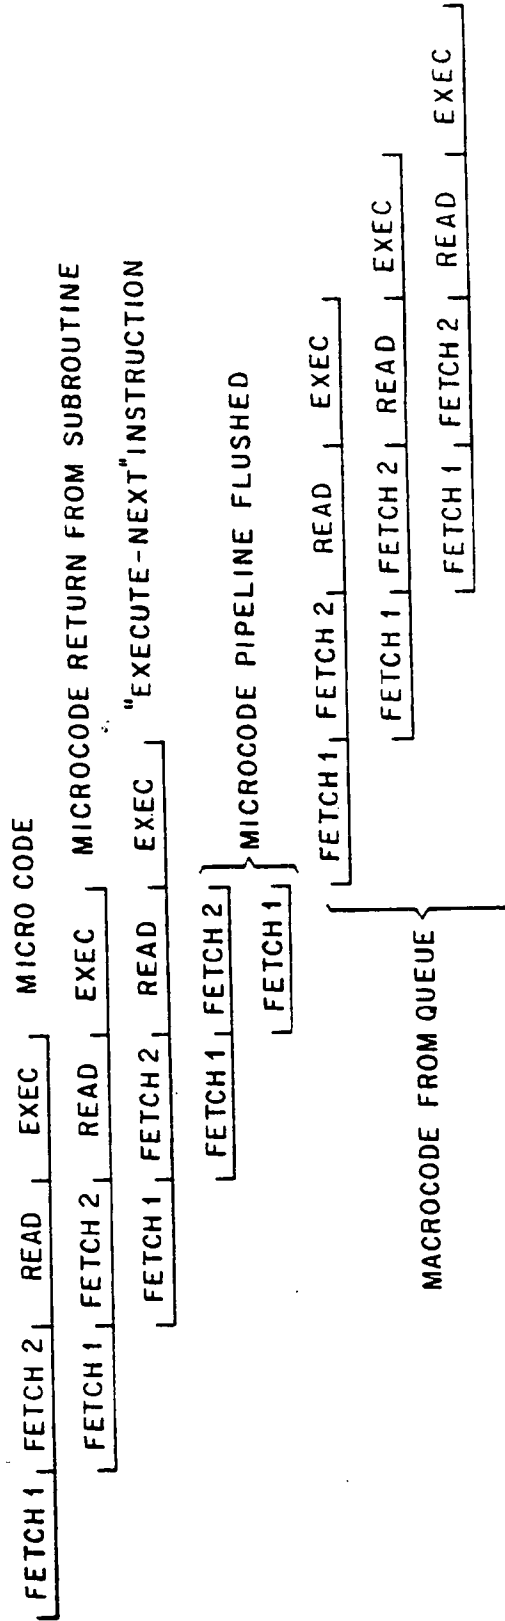 FETCH 1 FETCH 2 READ EXEC MICRO CODE
FETCH 1 FETCH 2 READ EXEC MICROCODE RETURN FROM SUBROUTINE
FETCH 1 FETCH 2 READ EXEC "EXECUTE-NEXT" INSTRUCTION
FETCH 1 FETCH 2
FETCH 1
MICROCODE PIPELINE FLUSHED
FETCH 1 FETCH 2 READ EXEC
FETCH 1 FETCH 2 READ EXEC
FETCH 1 FETCH 2 READ EXEC
MACROCODE FROM QUEUE